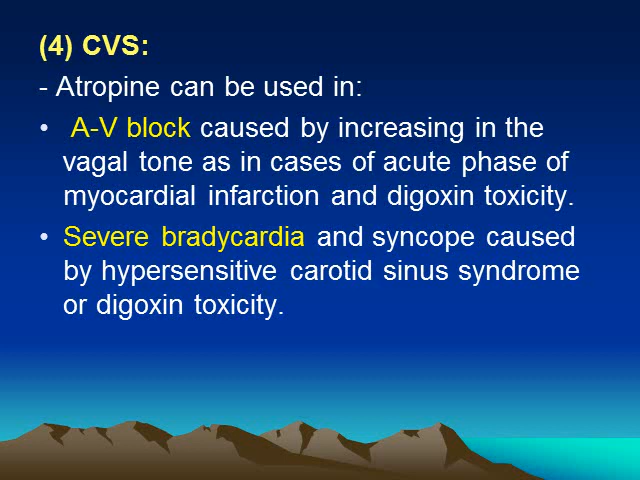 (4) CVS:
- Atropine can be used in:
• A-V block caused by increasing in the
vagal tone as in cases of acute phase of
myocardial infarction and digoxin toxicity.
• Severe bradycardia and syncope caused
by hypersensitive carotid sinus syndrome
or digoxin toxicity.